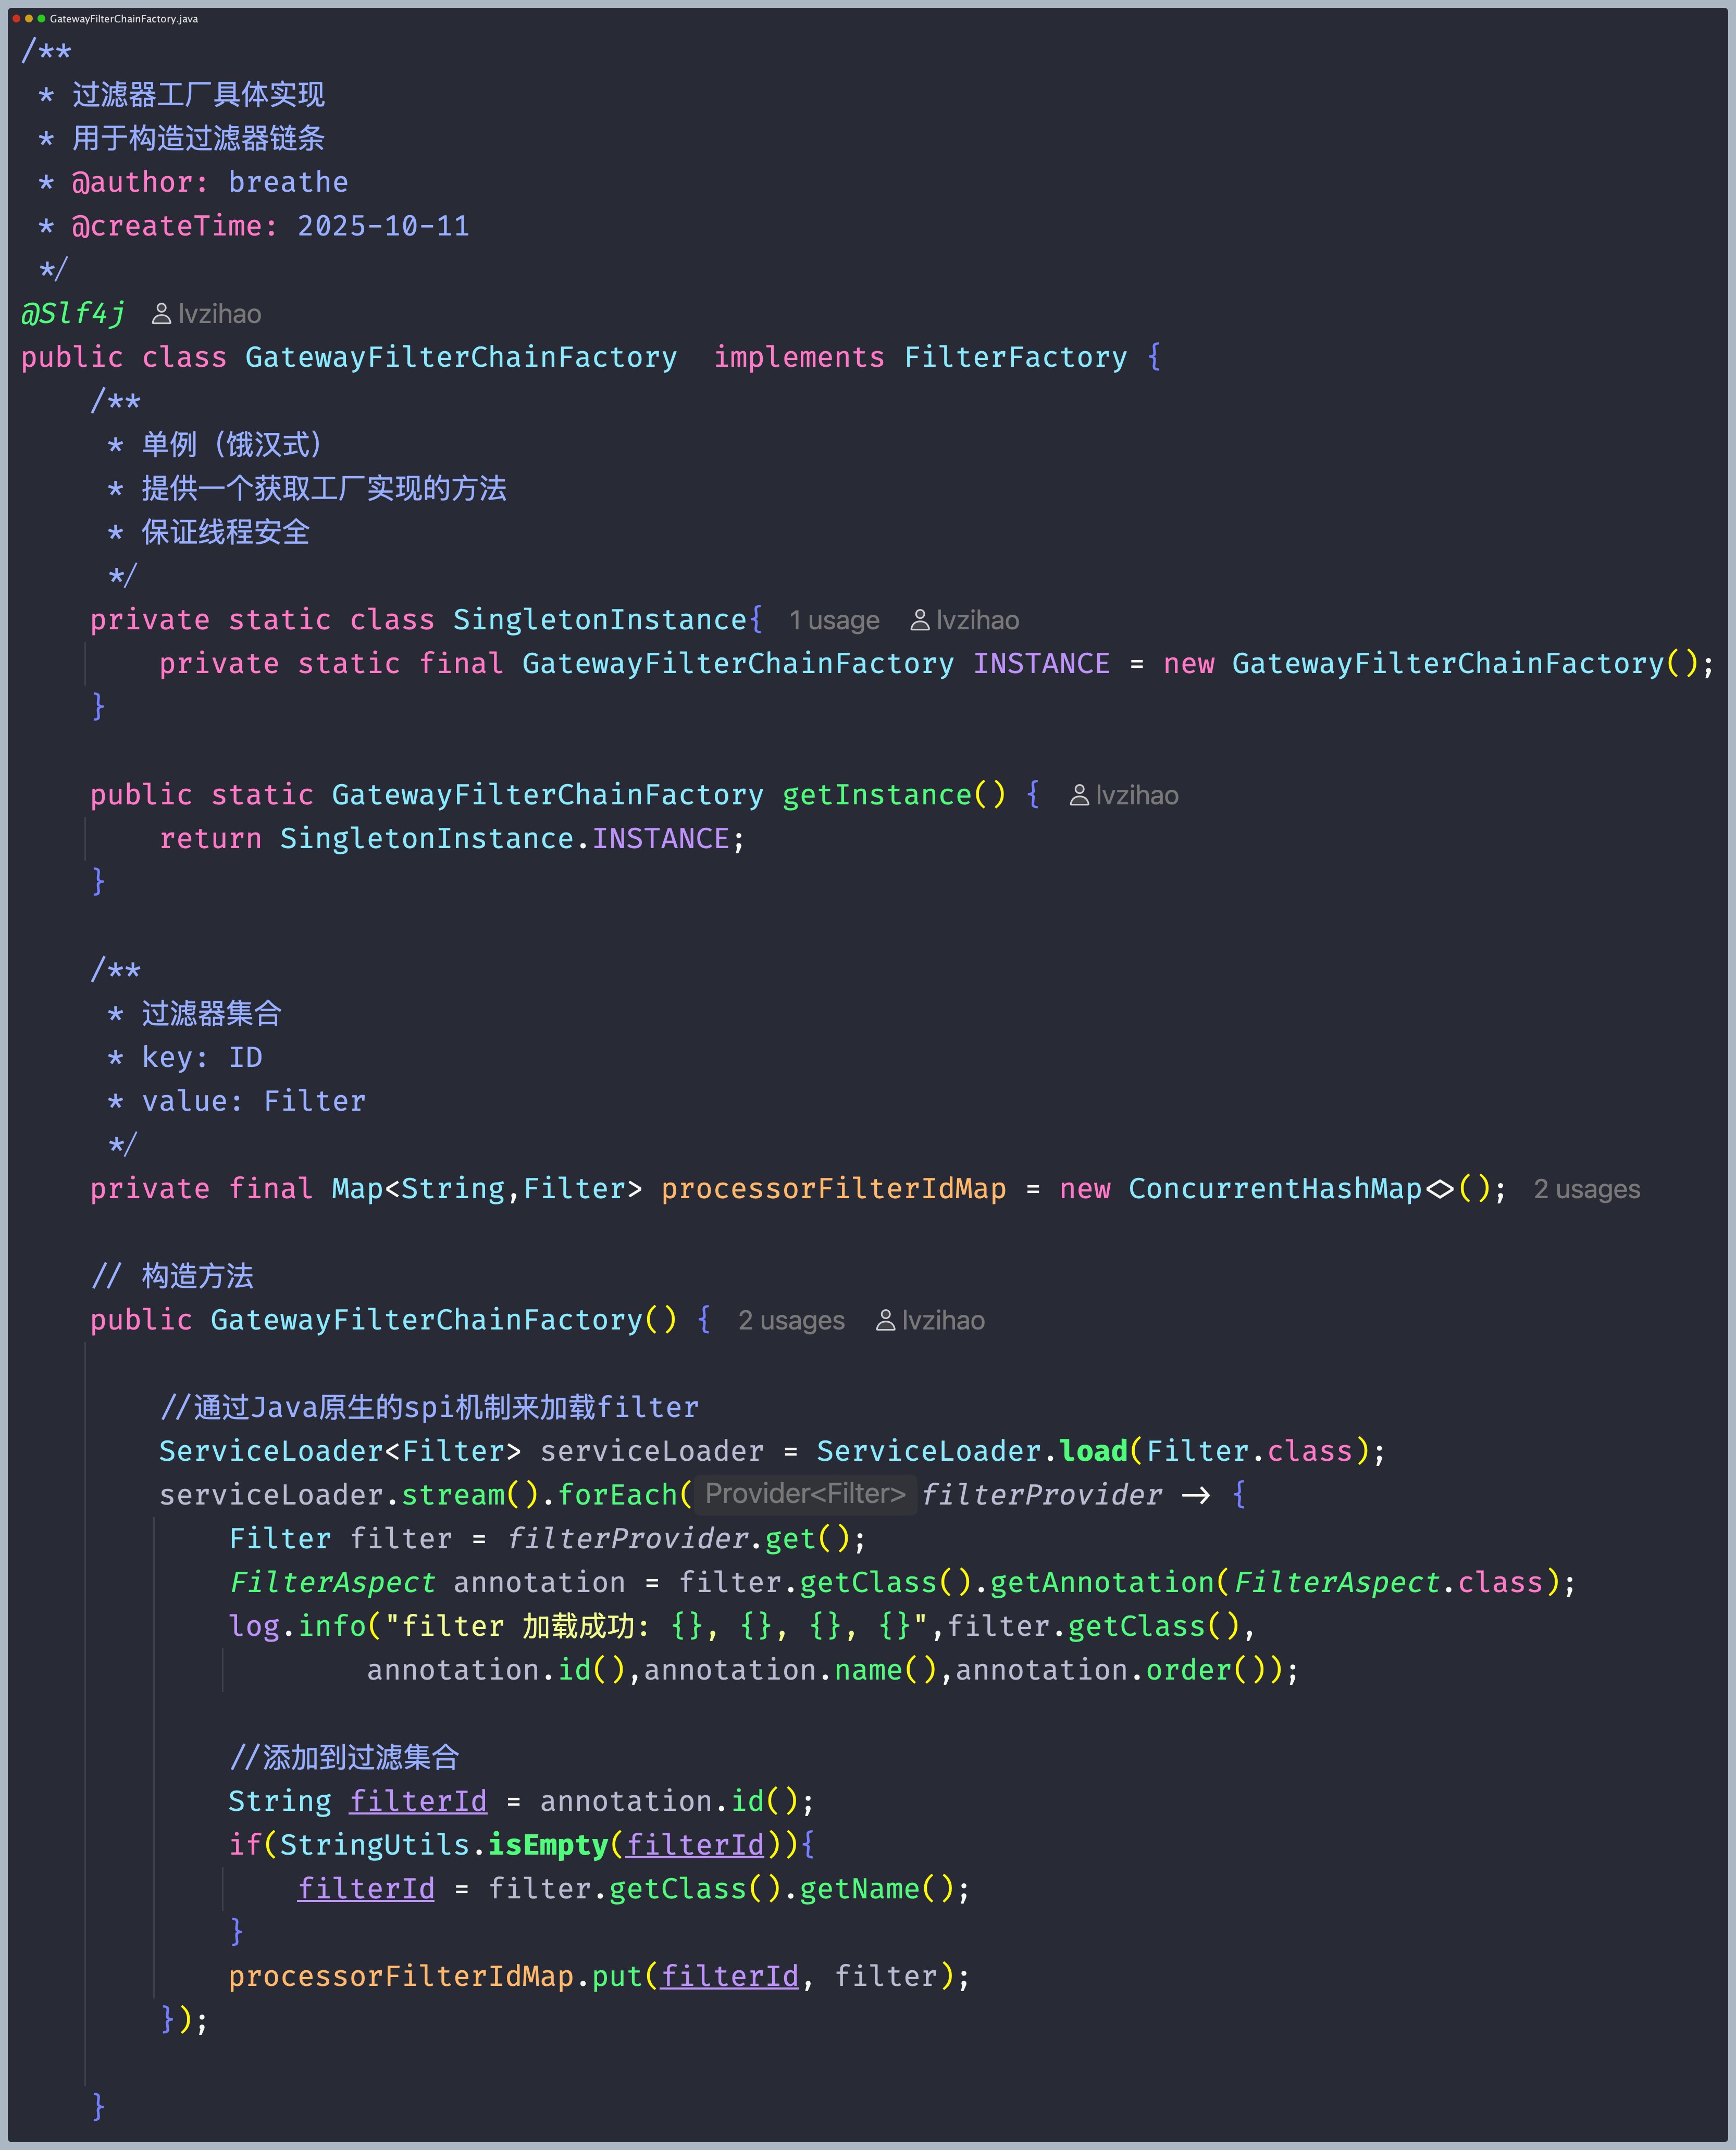 GatewayFilterChainFactory.java
/**
 * 过滤器工厂具体实现
 * 用于构造过滤器链条
 * @author: breathe
 * @createTime: 2025-10-11
 */
@Slf4j lvzihao
public class GatewayFilterChainFactory  implements FilterFactory {
    /**
     * 单例（饿汉式）
     * 提供一个获取工厂实现的方法
     * 保证线程安全
     */
    private static class SingletonInstance{ 1 usage lvzihao
        private static final GatewayFilterChainFactory INSTANCE = new GatewayFilterChainFactory();
    }
    public static GatewayFilterChainFactory getInstance() { lvzihao
        return SingletonInstance.INSTANCE;
    }
    /**
     * 过滤器集合
     * key: ID
     * value: Filter
     */
    private final Map<String,Filter> processorFilterIdMap = new ConcurrentHashMap<>(); 2 usages
    // 构造方法
    public GatewayFilterChainFactory() { 2 usages lvzihao
        //通过Java原生的spi机制来加载filter
        ServiceLoader<Filter> serviceLoader = ServiceLoader.load(Filter.class);
        serviceLoader.stream().forEach( Provider<Filter> filterProvider -> {
            Filter filter = filterProvider.get();
            FilterAspect annotation = filter.getClass().getAnnotation(FilterAspect.class);
            log.info("filter 加载成功: {}, {}, {}, {}",filter.getClass(),
                    annotation.id(),annotation.name(),annotation.order());
            //添加到过滤集合
            String filterId = annotation.id();
            if(StringUtils.isEmpty(filterId)){
                filterId = filter.getClass().getName();
            }
            processorFilterIdMap.put(filterId, filter);
        });
    }